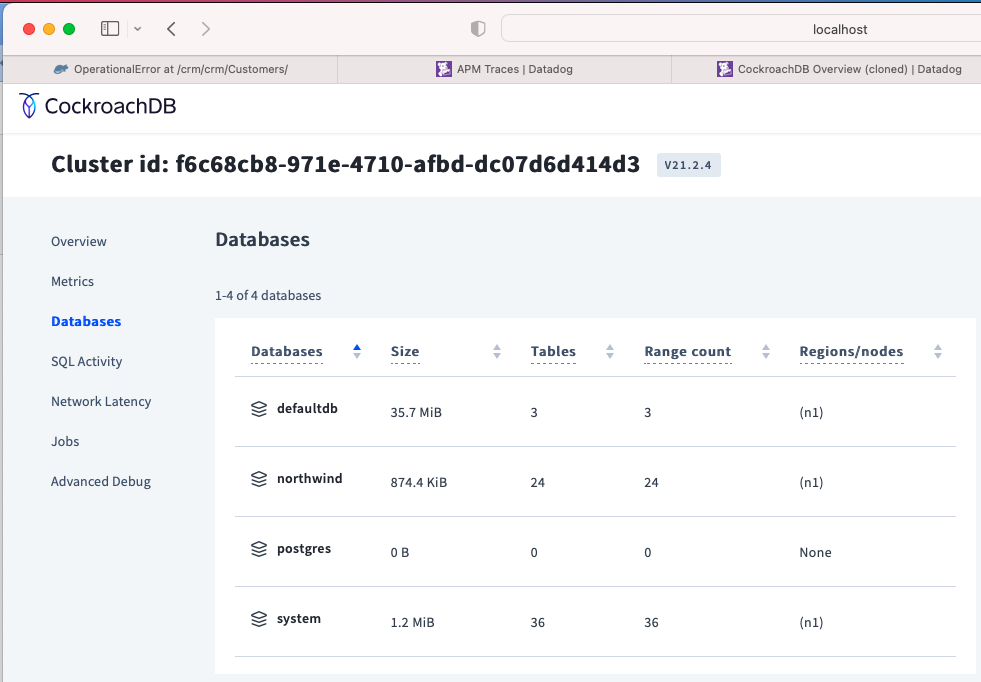 localhost
OperationalError at /crm/crm/Customers/
APM Traces | Datadog
CockroachDB Overview (cloned) | Datadog
CockroachDB
Cluster id: f6c68cb8-971e-4710-afbd-dc07d6d414d3 V21.2.4
Overview
Metrics
Databases
SQL Activity
Network Latency
Jobs
Advanced Debug
Databases
1-4 of 4 databases
Databases Size Tables Range count Regions/nodes
defaultdb 35.7 MiB 3 3 (n1)
northwind 874.4 KiB 24 24 (n1)
postgres 0 B 0 0 None
system 1.2 MiB 36 36 (n1)